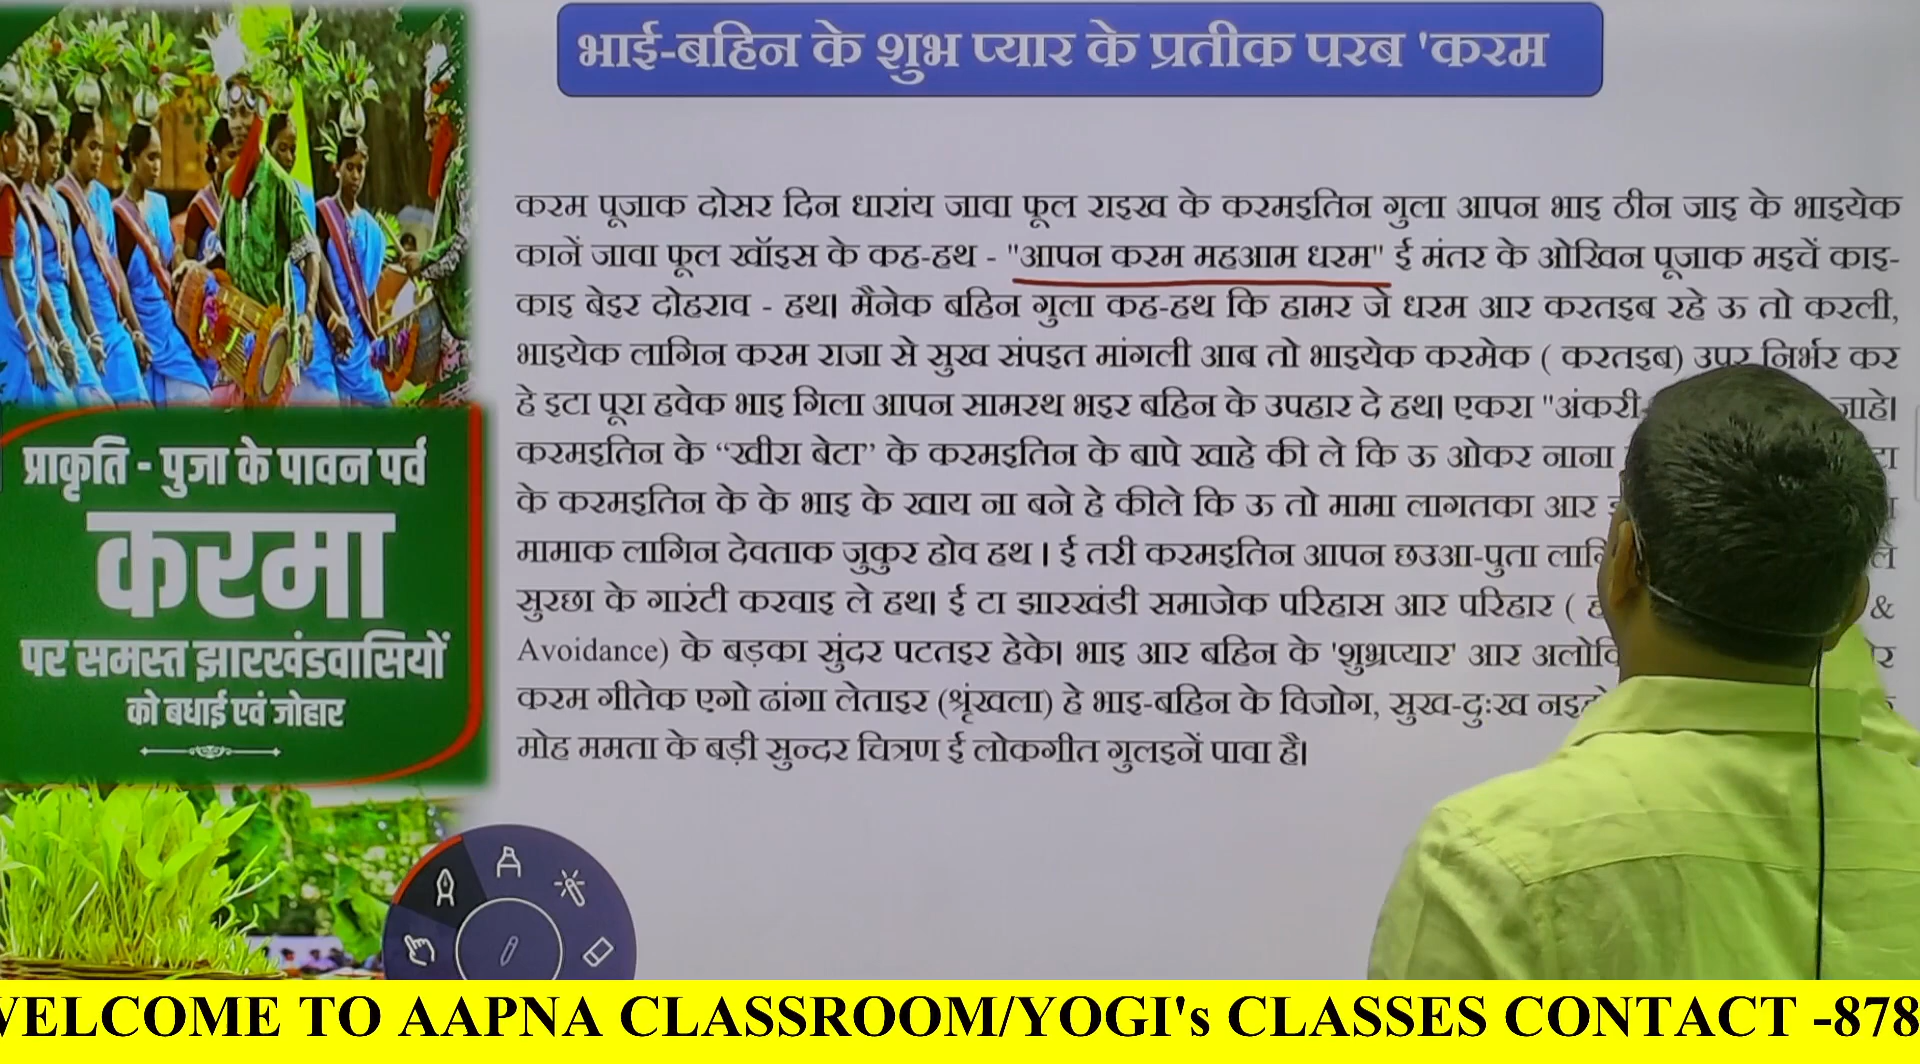 भाई-बहिन के शुभ प्यार के प्रतीक परब 'करम
करम पूजाक दोसर दिन धारांय जावा फूल राइख के करमइतिन गुला आपन भाइ ठीन जाइ के भाइयेक
कानें जावा फूल खॉइस के कह-हथ - "आपन करम महआम धरम" ई मंतर के ओखिन पूजाक मइचें काइ-
काइ बेइर दोहराव - हथ। मैनेक बहिन गुला कह-हथ कि हामर जे धरम आर करतइब रहे ऊ तो करली,
भाइयेक लागिन करम राजा से सुख संपइत मांगली आब तो भाइयेक करमेक ( करतइब) उपर निर्भर कर
हे इटा पूरा हवेक भाइ गिला आपन सामरथ भइर बहिन के उपहार दे हथ। एकरा "अंकरी जाहे।
करमइतिन के “खीरा बेटा” के करमइतिन के बापे खाहे की ले कि ऊ ओकर नाना
के करमइतिन के के भाइ के खाय ना बने हे कीले कि ऊ तो मामा लागतका आर
मामाक लागिन देवताक जुकुर होव हथ । ई तरी करमइतिन आपन छउआ-पुता
सुरछा के गारंटी करवाइ ले हथ। ई टा झारखंडी समाजेक परिहास आर परिहार ( &
Avoidance) के बड़का सुंदर पटतइर हेके। भाइ आर बहिन के 'शुभ्रप्यार' आर
करम गीतेक एगो ढांगा लेताइर (श्रृंखला) हे भाइ-बहिन के विजोग, सुख-दुःख
मोह ममता के बड़ी सुन्दर चित्रण ई लोकगीत गुलइनें पावा है।
प्राकृति - पुजा के पावन पर्व
करमा
पर समस्त झारखंडवासियों
को बधाई एवं जोहार
WELCOME TO AAPNA CLASSROOM/YOGI's CLASSES CONTACT -878